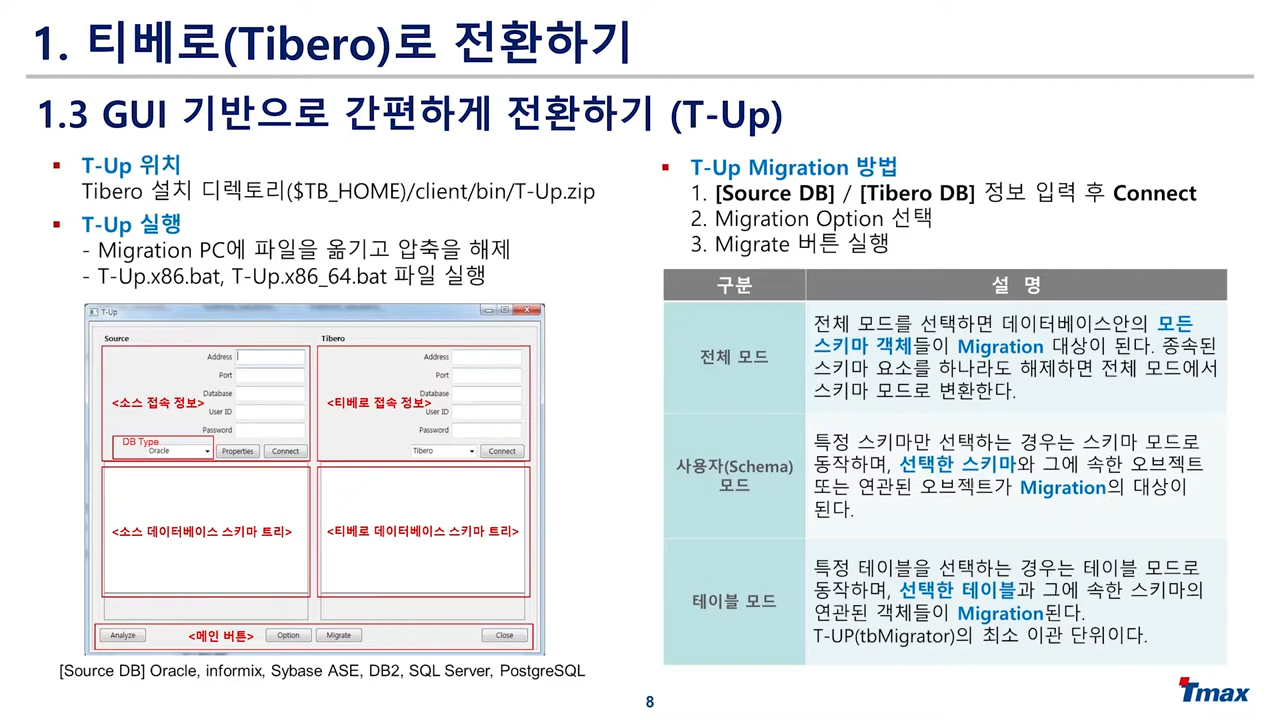 1. 티베로(Tibero)로 전환하기
1.3 GUI 기반으로 간편하게 전환하기 (T-Up)
▪ T-Up 위치
Tibero 설치 디렉토리($TB_HOME)/client/bin/T-Up.zip
▪ T-Up 실행
- Migration PC에 파일을 옮기고 압축을 해제
- T-Up.x86.bat, T-Up.x86_64.bat 파일 실행
T-Up
Source
Address
Port
Database
<소스 접속 정보>
User ID
Password
DB Type
Oracle
Properties
Connect
<소스 데이터베이스 스키마 트리>
Tibero
Address
Port
Database
<티베로 접속 정보>
User ID
Password
Tibero
Connect
<티베로 데이터베이스 스키마 트리>
Analyze
<메인 버튼>
Option
Migrate
Close
[Source DB] Oracle, informix, Sybase ASE, DB2, SQL Server, PostgreSQL
▪ T-Up Migration 방법
1. [Source DB] / [Tibero DB] 정보 입력 후 Connect
2. Migration Option 선택
3. Migrate 버튼 실행
구분
설 명
전체 모드
전체 모드를 선택하면 데이터베이스안의 모든
스키마 객체들이 Migration 대상이 된다. 종속된
스키마 요소를 하나라도 해제하면 전체 모드에서
스키마 모드로 변환한다.
사용자(Schema)
모드
특정 스키마만 선택하는 경우는 스키마 모드로
동작하며, 선택한 스키마와 그에 속한 오브젝트
또는 연관된 오브젝트가 Migration의 대상이
된다.
테이블 모드
특정 테이블을 선택하는 경우는 테이블 모드로
동작하며, 선택한 테이블과 그에 속한 스키마의
연관된 객체들이 Migration된다.
T-UP(tbMigrator)의 최소 이관 단위이다.
8
Tmax